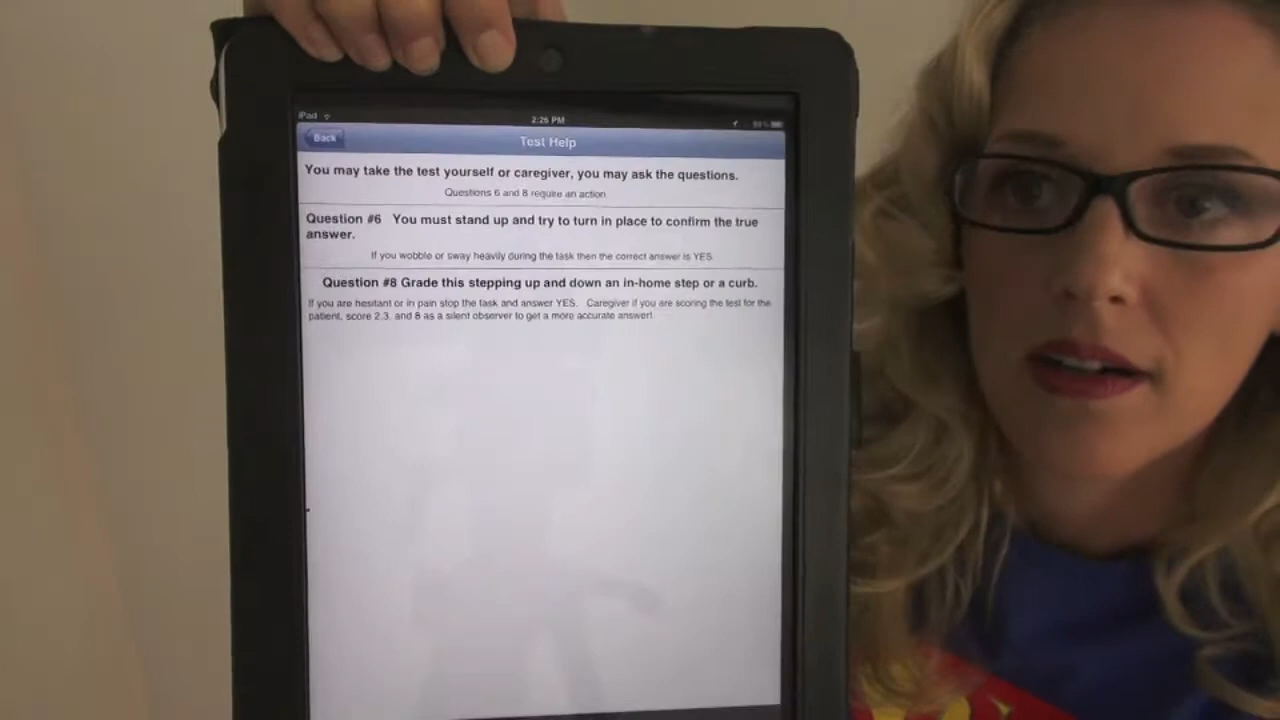 iPad
2:25 PM
Back
Test Help
You may take the test yourself or caregiver, you may ask the questions.
Questions 6 and 8 require an action
Question #6 You must stand up and try to turn in place to confirm the true
answer.
If you wobble or sway heavily during the task then the correct answer is YES
Question #8 Grade this stepping up and down an in-home step or a curb.
If you are hesitant or in pain stop the task and answer YES. Caregiver if you are scoring the test for the
patient, score 2,3, and 8 as a silent observer to get a more accurate answer!